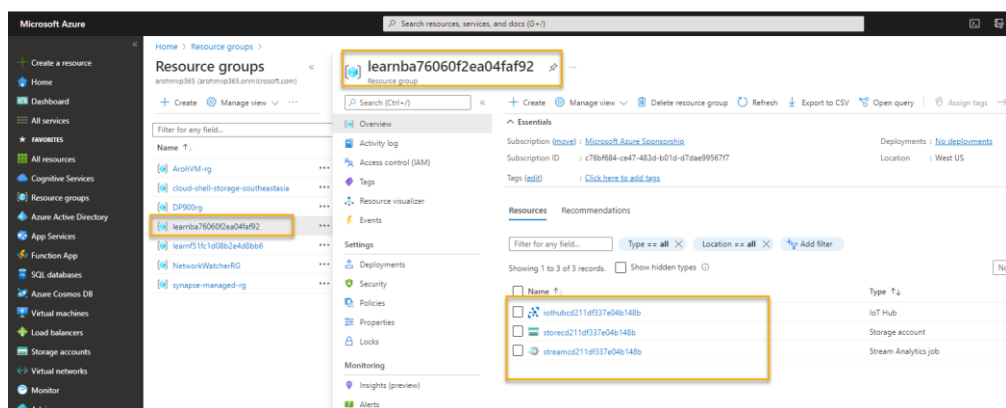 Microsoft Azure
Search resources, services, and docs (G+/)
Create a resource
Home
Dashboard
All services
FAVORITES
All resources
Cognitive Services
Resource groups
Azure Active Directory
App Services
Function App
SQL databases
Azure Cosmos DB
Virtual machines
Load balancers
Storage accounts
Virtual networks
Monitor
Home > Resource groups >
Resource groups
arohmvp365 (arohmvp365.onmicrosoft.com)
Create Manage view
Filter for any field...
Name ↑↓
ArohVM-rg
cloud-shell-storage-southeastasia
DP900rg
learnba76060f2ea04faf92
learnf51fc1d08b2e4d8bb6
NetworkWatcherRG
synapse-managed-rg
learnba76060f2ea04faf92
Resource group
Search (Ctrl+/)
Overview
Activity log
Access control (IAM)
Tags
Resource visualizer
Events
Settings
Deployments
Security
Policies
Properties
Locks
Monitoring
Insights (preview)
Alerts
Create Manage view Delete resource group Refresh Export to CSV Open query Assign tags
Essentials
Subscription (move) : Microsoft Azure Sponsorship
Subscription ID : c76bf684-ce47-483d-b01d-d7dae99567f7
Tags (edit) : Click here to add tags
Deployments : No deployments
Location : West US
Resources Recommendations
Filter for any field... Type == all Location == all Add filter
Showing 1 to 3 of 3 records. Show hidden types No
Name ↑↓ Type ↑↓
iothubcd211df337e04b148b IoT Hub
storecd211df337e04b148b Storage account
streamcd211df337e04b148b Stream Analytics job